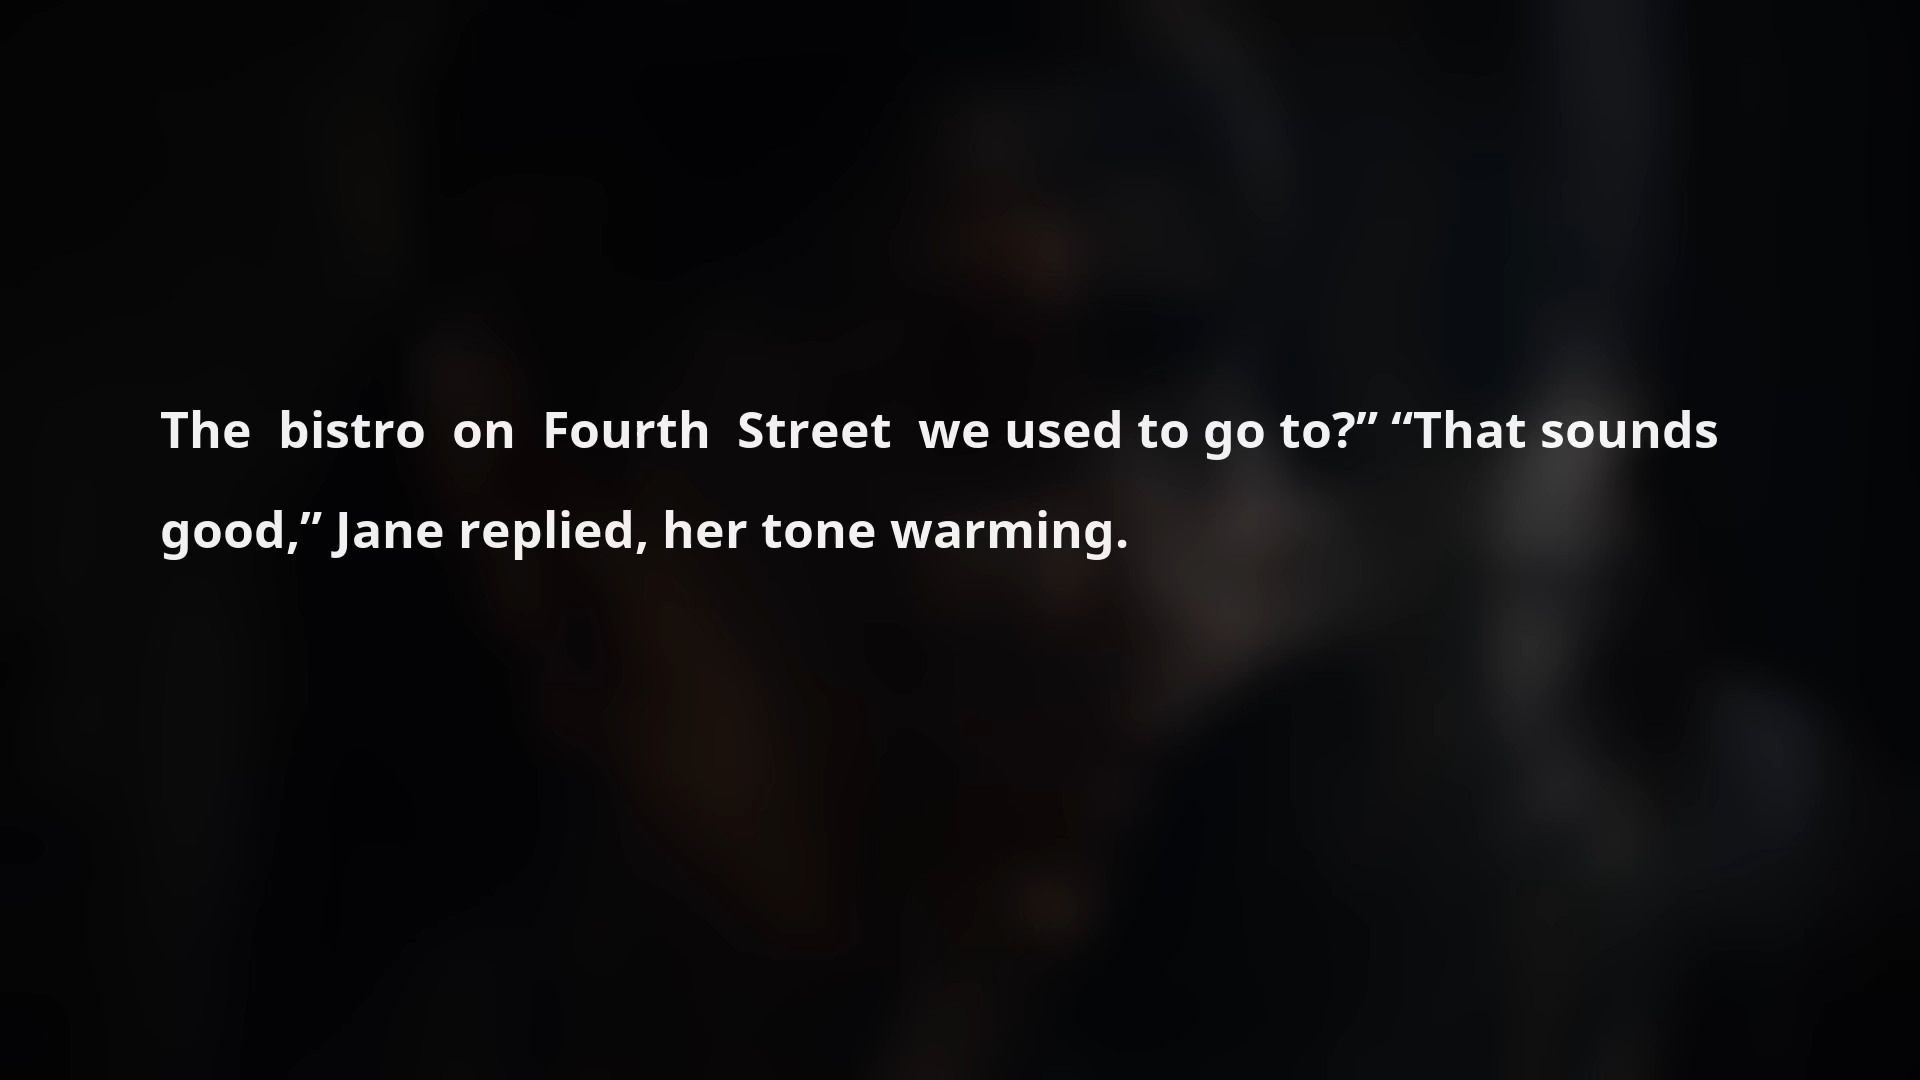 The bistro on Fourth Street we used to go to?” “That sounds
good,” Jane replied, her tone warming.